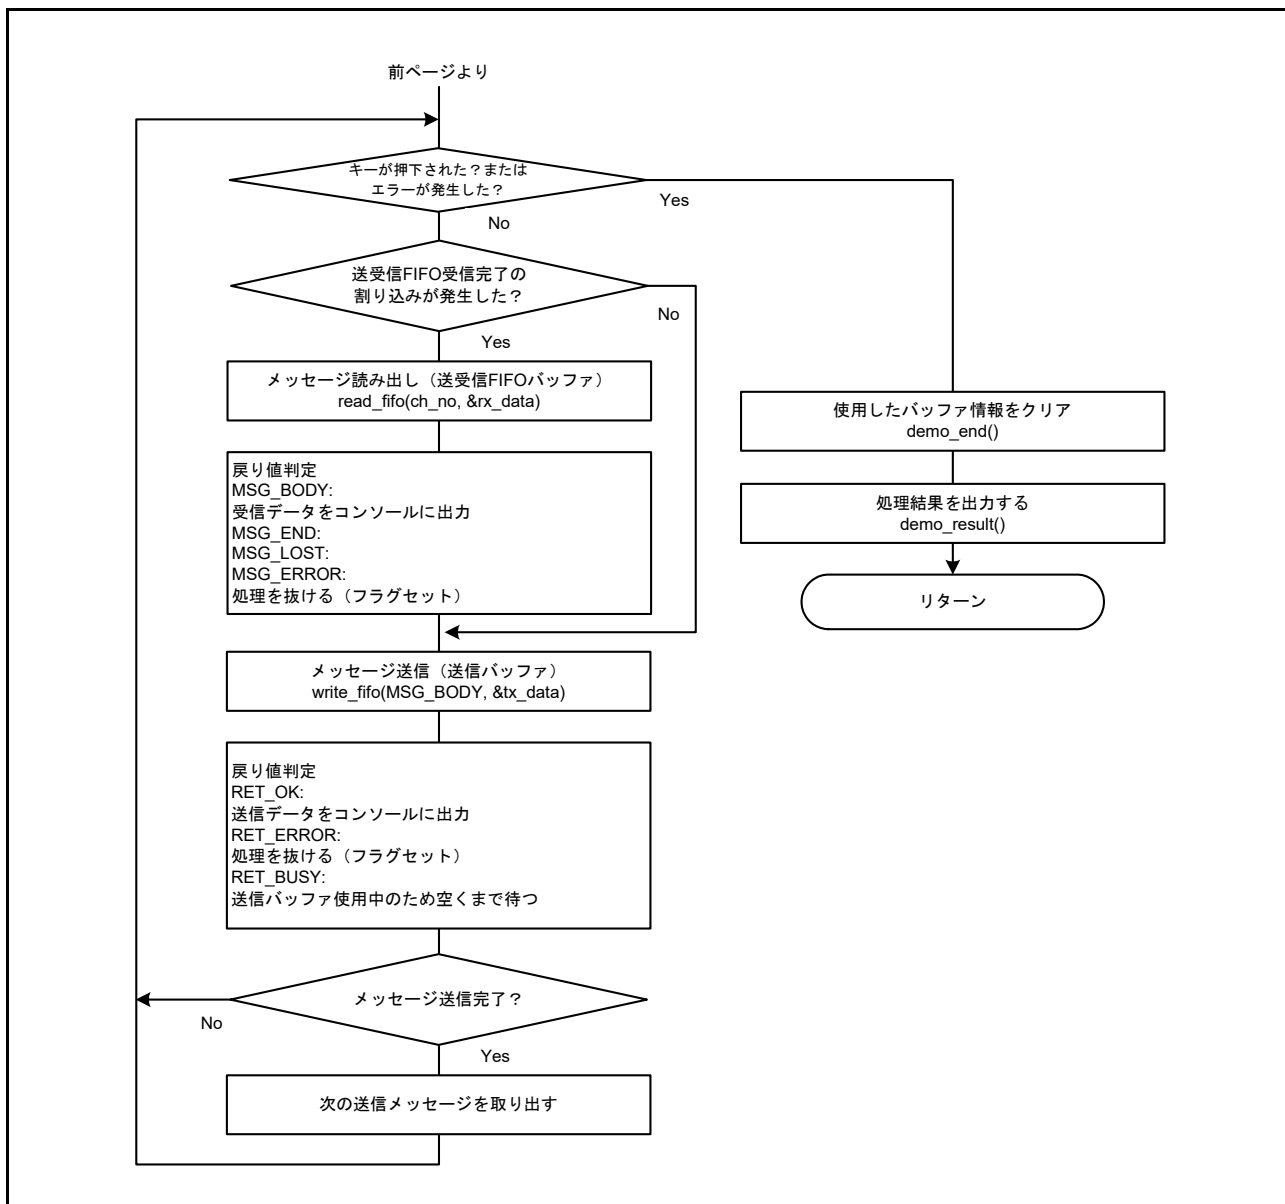 前ページより
キーが押下された？または
エラーが発生した？
Yes
No
送受信FIFO受信完了の
割り込みが発生した？
No
Yes
メッセージ読み出し（送受信FIFOバッファ）
read_fifo(ch_no, &rx_data)
戻り値判定
MSG_BODY:
受信データをコンソールに出力
MSG_END:
MSG_LOST:
MSG_ERROR:
処理を抜ける（フラグセット）
メッセージ送信（送信バッファ）
write_fifo(MSG_BODY, &tx_data)
戻り値判定
RET_OK:
送信データをコンソールに出力
RET_ERROR:
処理を抜ける（フラグセット）
RET_BUSY:
送信バッファ使用中のため空くまで待つ
メッセージ送信完了？
No
Yes
次の送信メッセージを取り出す
使用したバッファ情報をクリア
demo_end()
処理結果を出力する
demo_result()
リターン